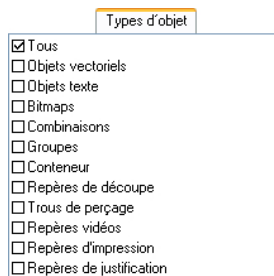 Types d'objet
Tous
Objets vectoriels
Objets texte
Bitmaps
Combinaisons
Groupes
Conteneur
Repères de découpe
Trous de perçage
Repères vidéos
Repères d'impression
Repères de justification